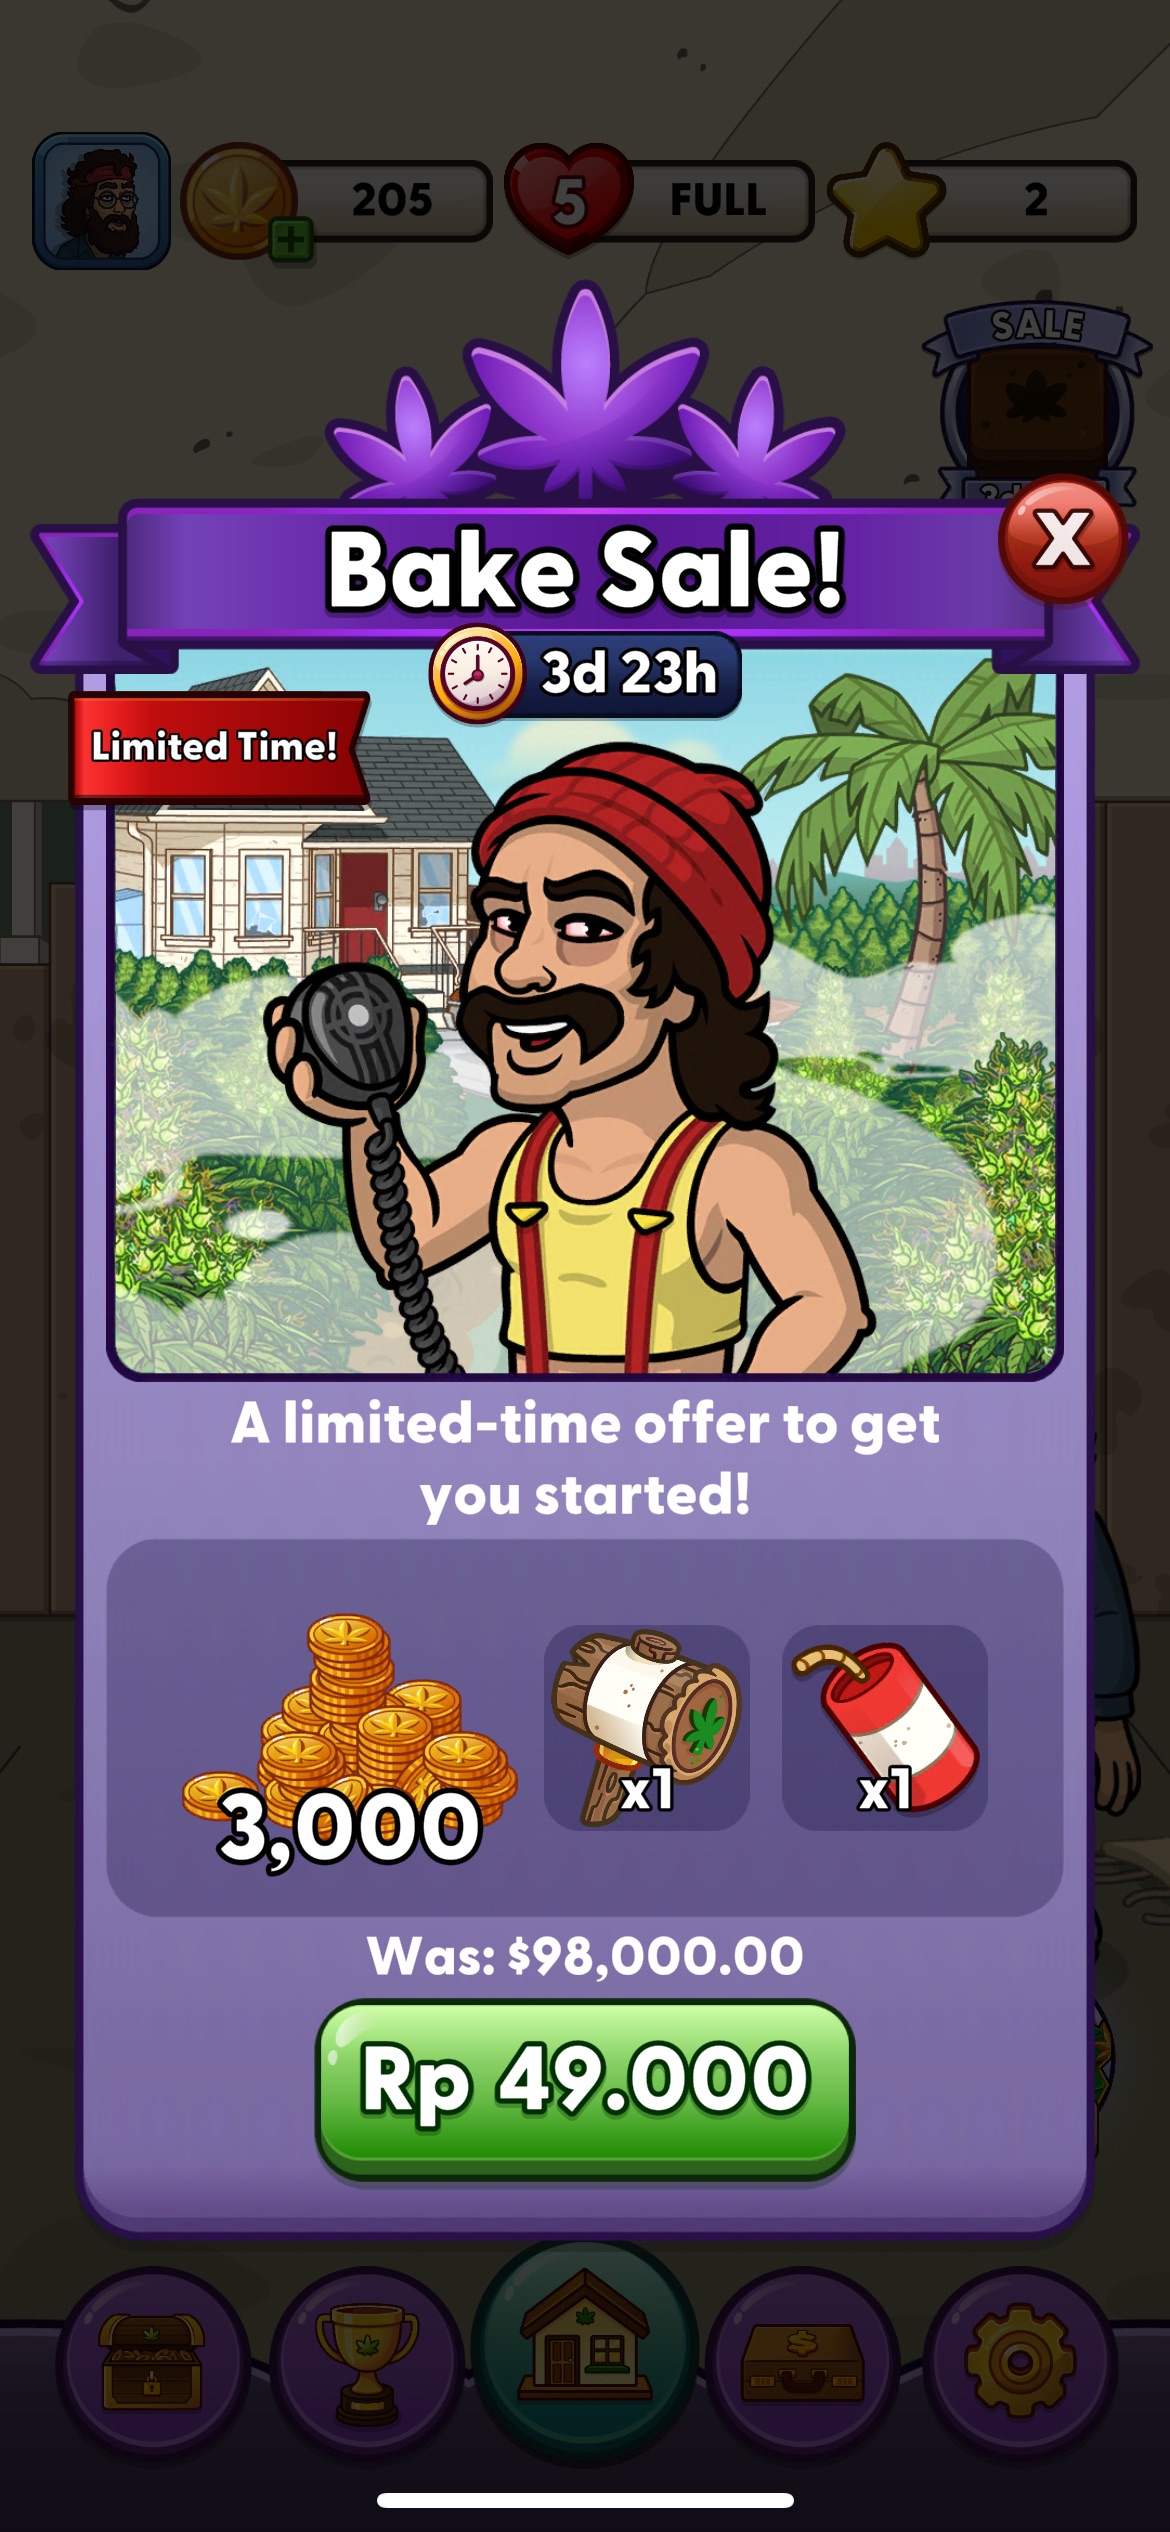 205
5
FULL
2
SALE
Bake Sale!
X
3d 23h
Limited Time!
A limited-time offer to get
you started!
3,000
x1
x1
Was: $98,000.00
Rp 49.000